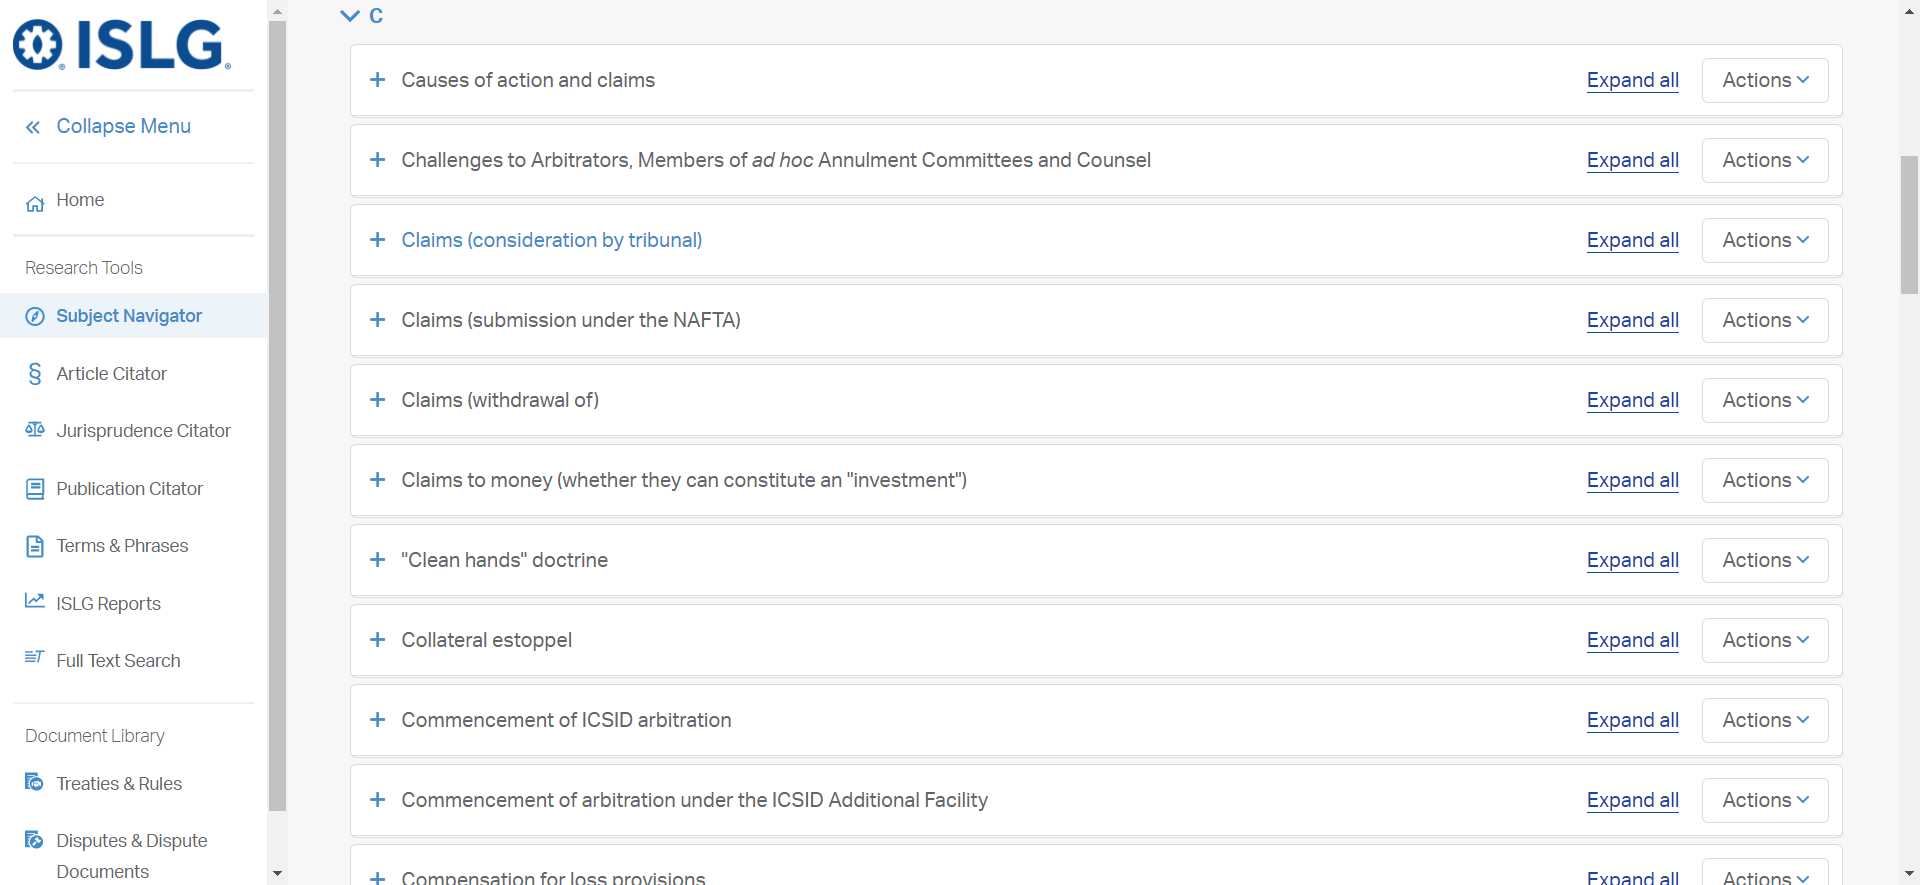 ISLG
Collapse Menu
Home
Research Tools
Subject Navigator
Article Citator
Jurisprudence Citator
Publication Citator
Terms & Phrases
ISLG Reports
Full Text Search
Document Library
Treaties & Rules
Disputes & Dispute
Documents
C
Causes of action and claims Expand all Actions
Challenges to Arbitrators, Members of ad hoc Annulment Committees and Counsel Expand all Actions
Claims (consideration by tribunal) Expand all Actions
Claims (submission under the NAFTA) Expand all Actions
Claims (withdrawal of) Expand all Actions
Claims to money (whether they can constitute an "investment") Expand all Actions
"Clean hands" doctrine Expand all Actions
Collateral estoppel Expand all Actions
Commencement of ICSID arbitration Expand all Actions
Commencement of arbitration under the ICSID Additional Facility Expand all Actions
Compensation for loss provisions Expand all Actions